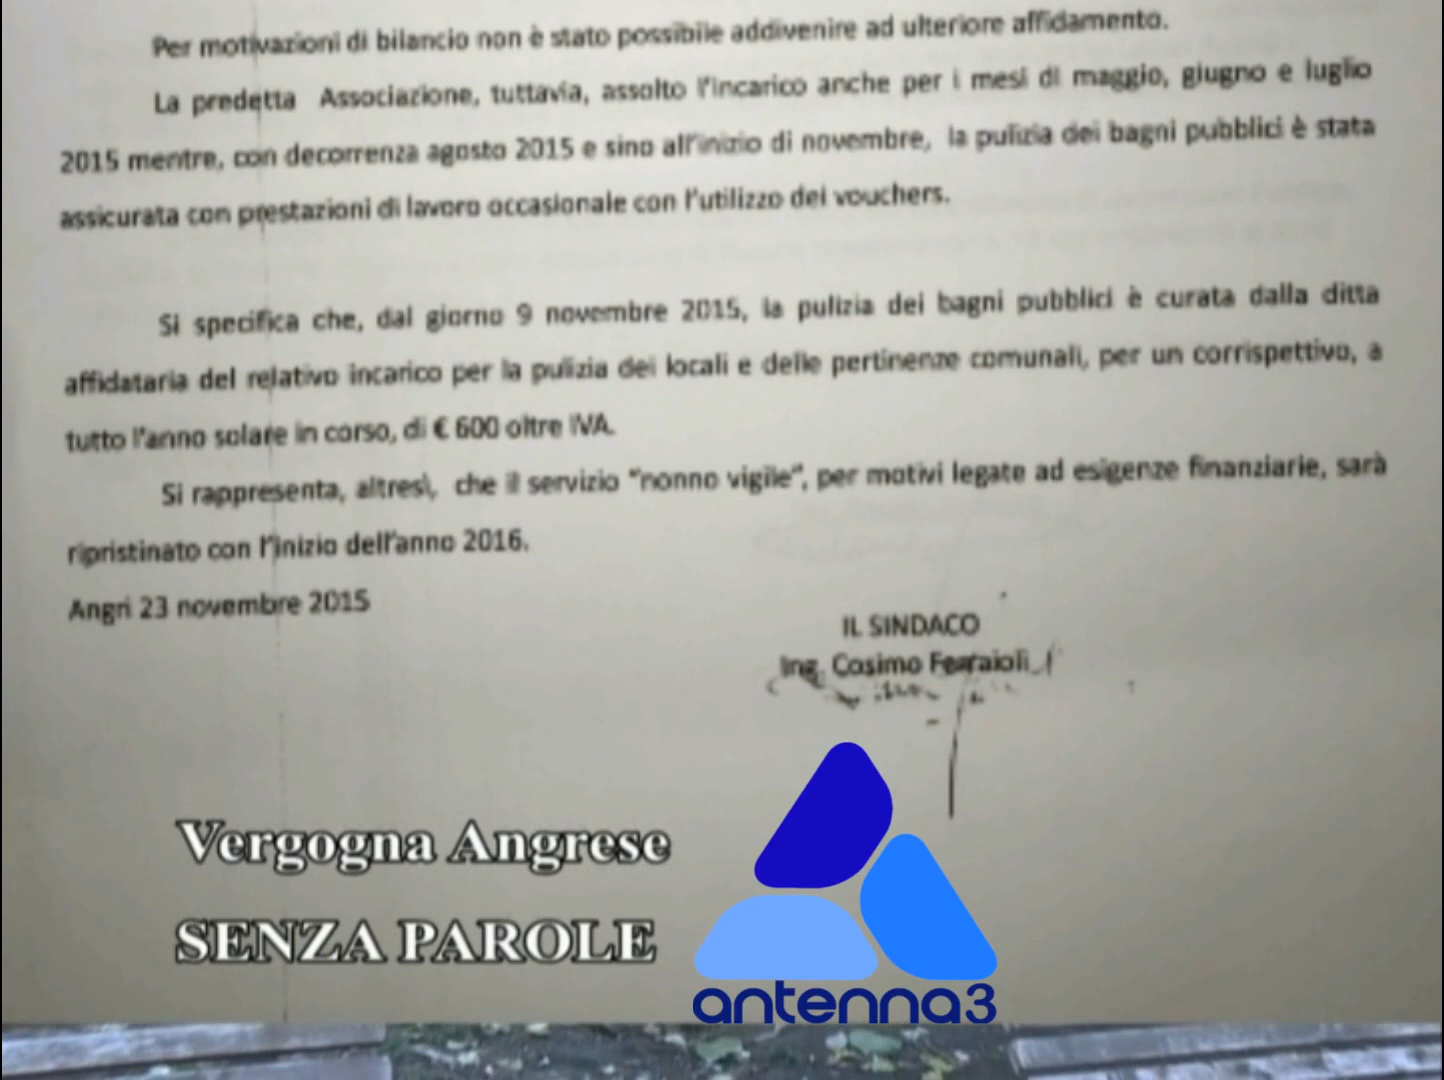 Per motivazioni di bilancio non è stato possibile addivenire ad ulteriore affidamento.
La predetta Associazione, tuttavia, assolto l'incarico anche per i mesi di maggio, giugno e luglio
2015 mentre, con decorrenza agosto 2015 e sino all'inizio di novembre, la pulizia dei bagni pubblici è stata
assicurata con prestazioni di lavoro occasionale con l'utilizzo dei vouchers.
Si specifica che, dal giorno 9 novembre 2015, la pulizia dei bagni pubblici è curata dalla ditta
affidataria del relativo incarico per la pulizia dei locali e delle pertinenze comunali, per un corrispettivo, a
tutto l'anno solare in corso, di € 600 oltre IVA.
Si rappresenta, altresì, che il servizio "nonno vigile", per motivi legate ad esigenze finanziarie, sarà
ripristinato con l'inizio dell'anno 2016.
Angri 23 novembre 2015
IL SINDACO
Ing. Cosimo Ferraioli
Vergogna Angrese
SENZA PAROLE
antenna3